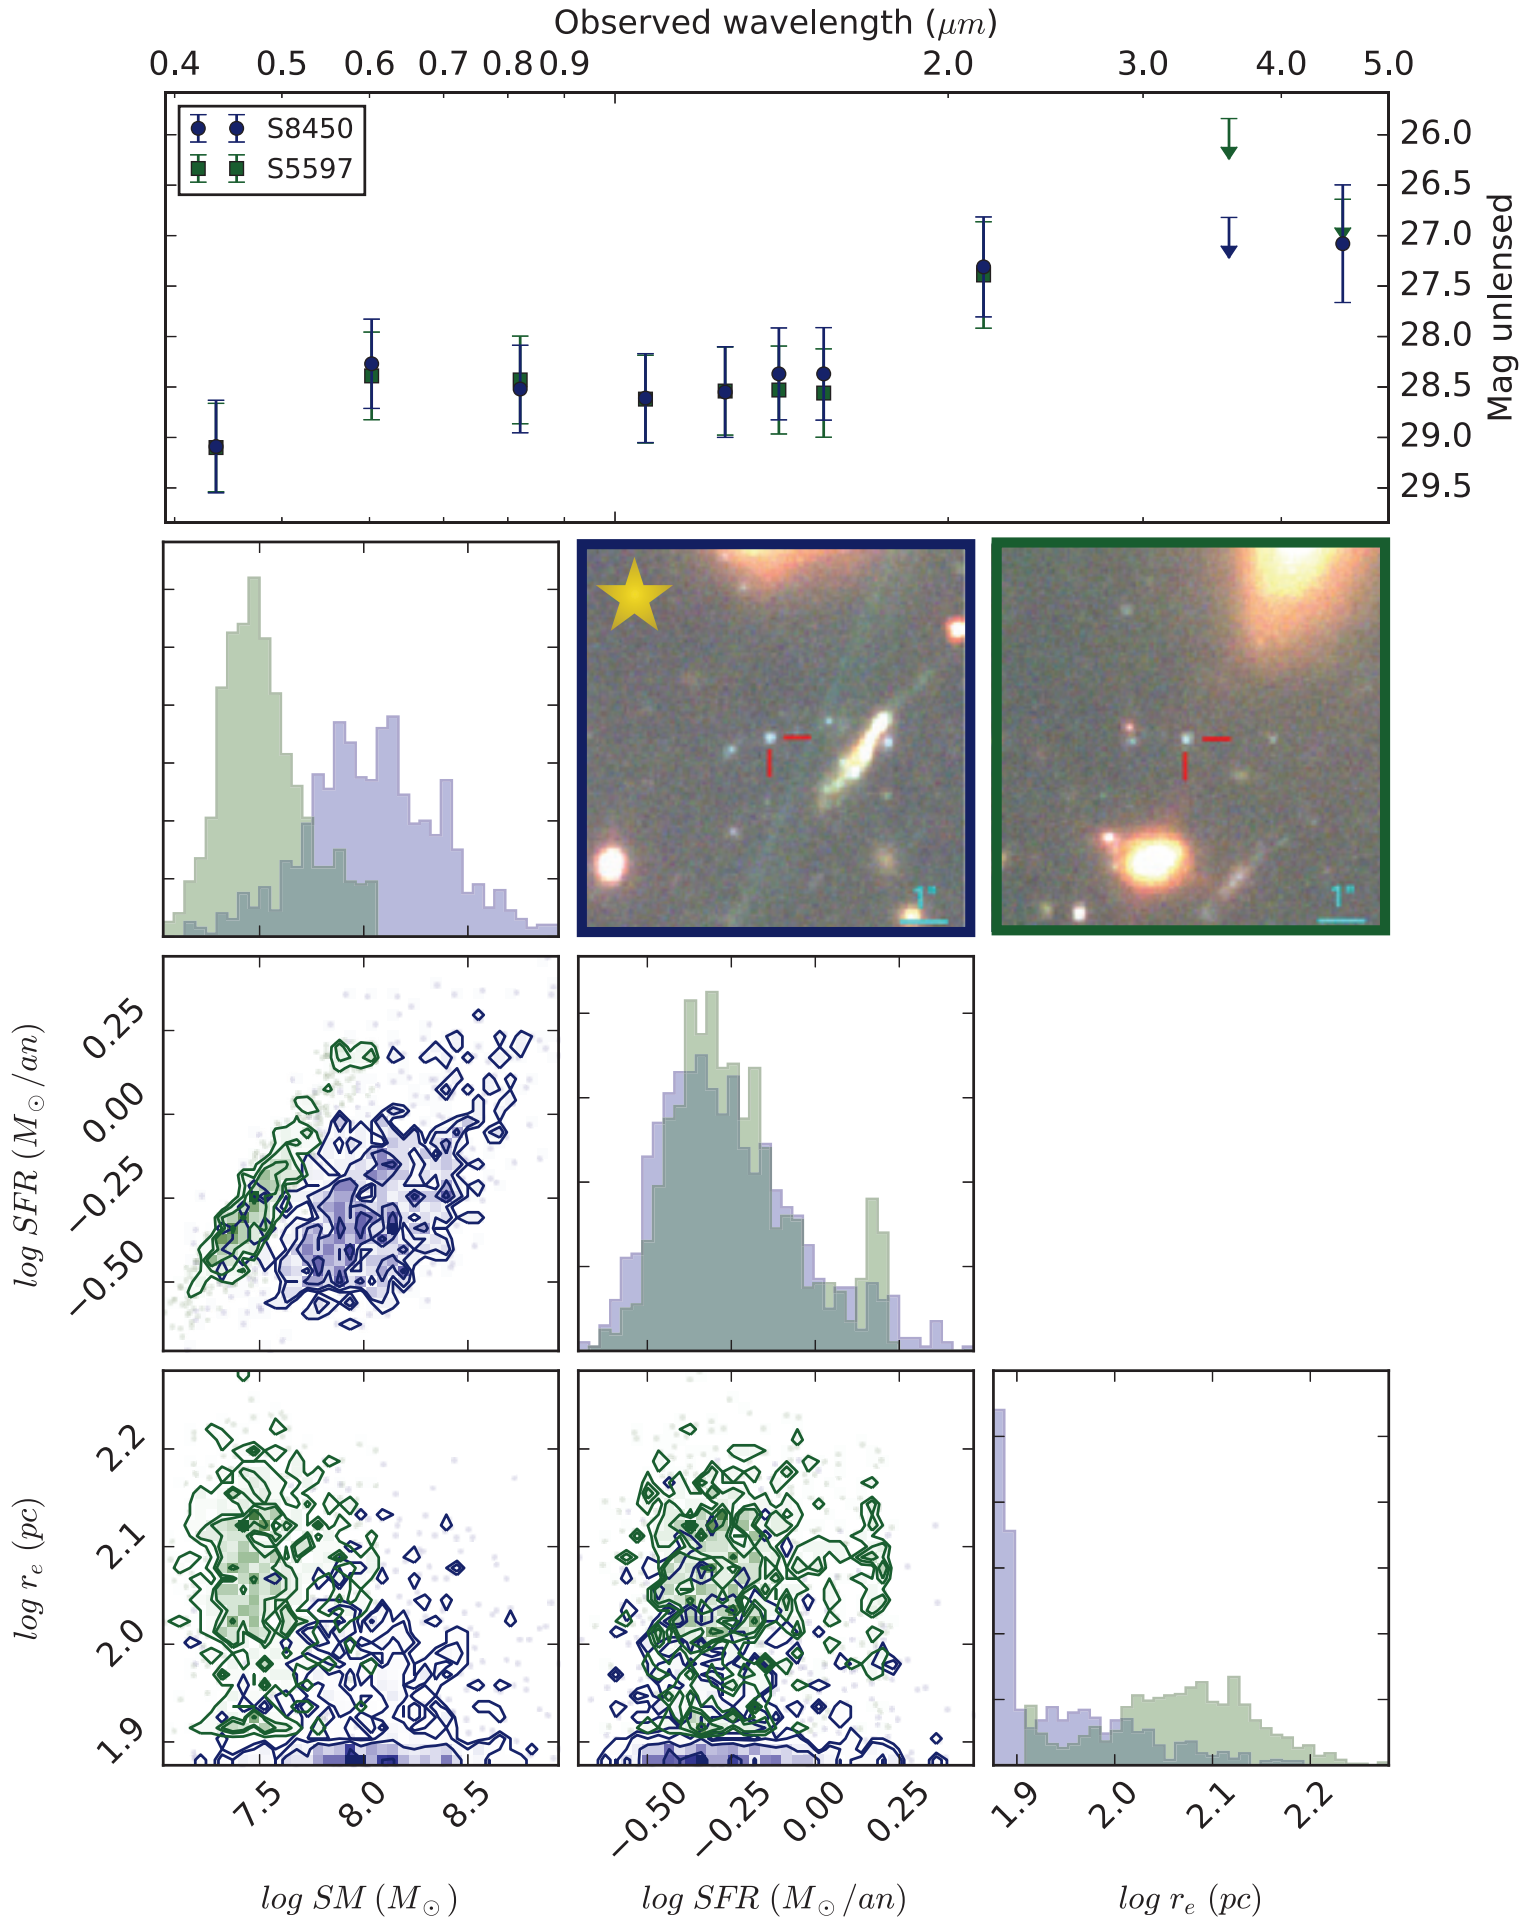 Observed wavelength (μm)
0.4 0.5 0.6 0.7 0.8 0.9 2.0 3.0 4.0 5.0
S8450
S5597
26.0
26.5
27.0
27.5
28.0
28.5
29.0
29.5
Mag unlensed
1"
1"
log SFR (M⊙/an)
0.25
0.00
−0.25
−0.50
log rₑ (pc)
2.2
2.1
2.0
1.9
7.5 8.0 8.5
−0.50 −0.25 0.00 0.25
1.9 2.0 2.1 2.2
log SM (M⊙)
log SFR (M⊙/an)
log rₑ (pc)